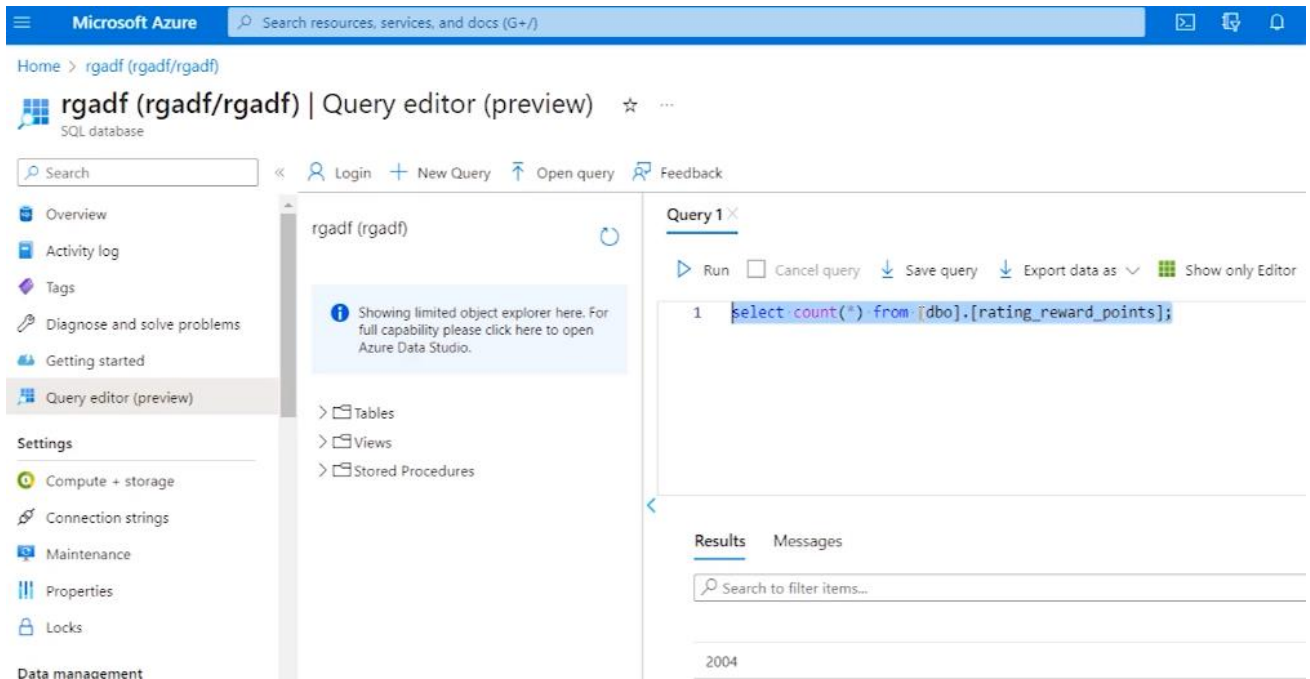 Microsoft Azure
Search resources, services, and docs (G+/)
Home > rgadf (rgadf/rgadf)
rgadf (rgadf/rgadf) | Query editor (preview) ☆ ...
SQL database
Search
«
Login + New Query Open query Feedback
Overview
Activity log
Tags
Diagnose and solve problems
Getting started
Query editor (preview)
Settings
Compute + storage
Connection strings
Maintenance
Properties
Locks
Data management
rgadf (rgadf)
Showing limited object explorer here. For
full capability please click here to open
Azure Data Studio.
Tables
Views
Stored Procedures
Query 1
Run Cancel query Save query Export data as Show only Editor
1 select count(*) from [dbo].[rating_reward_points];
Results Messages
Search to filter items...
2004